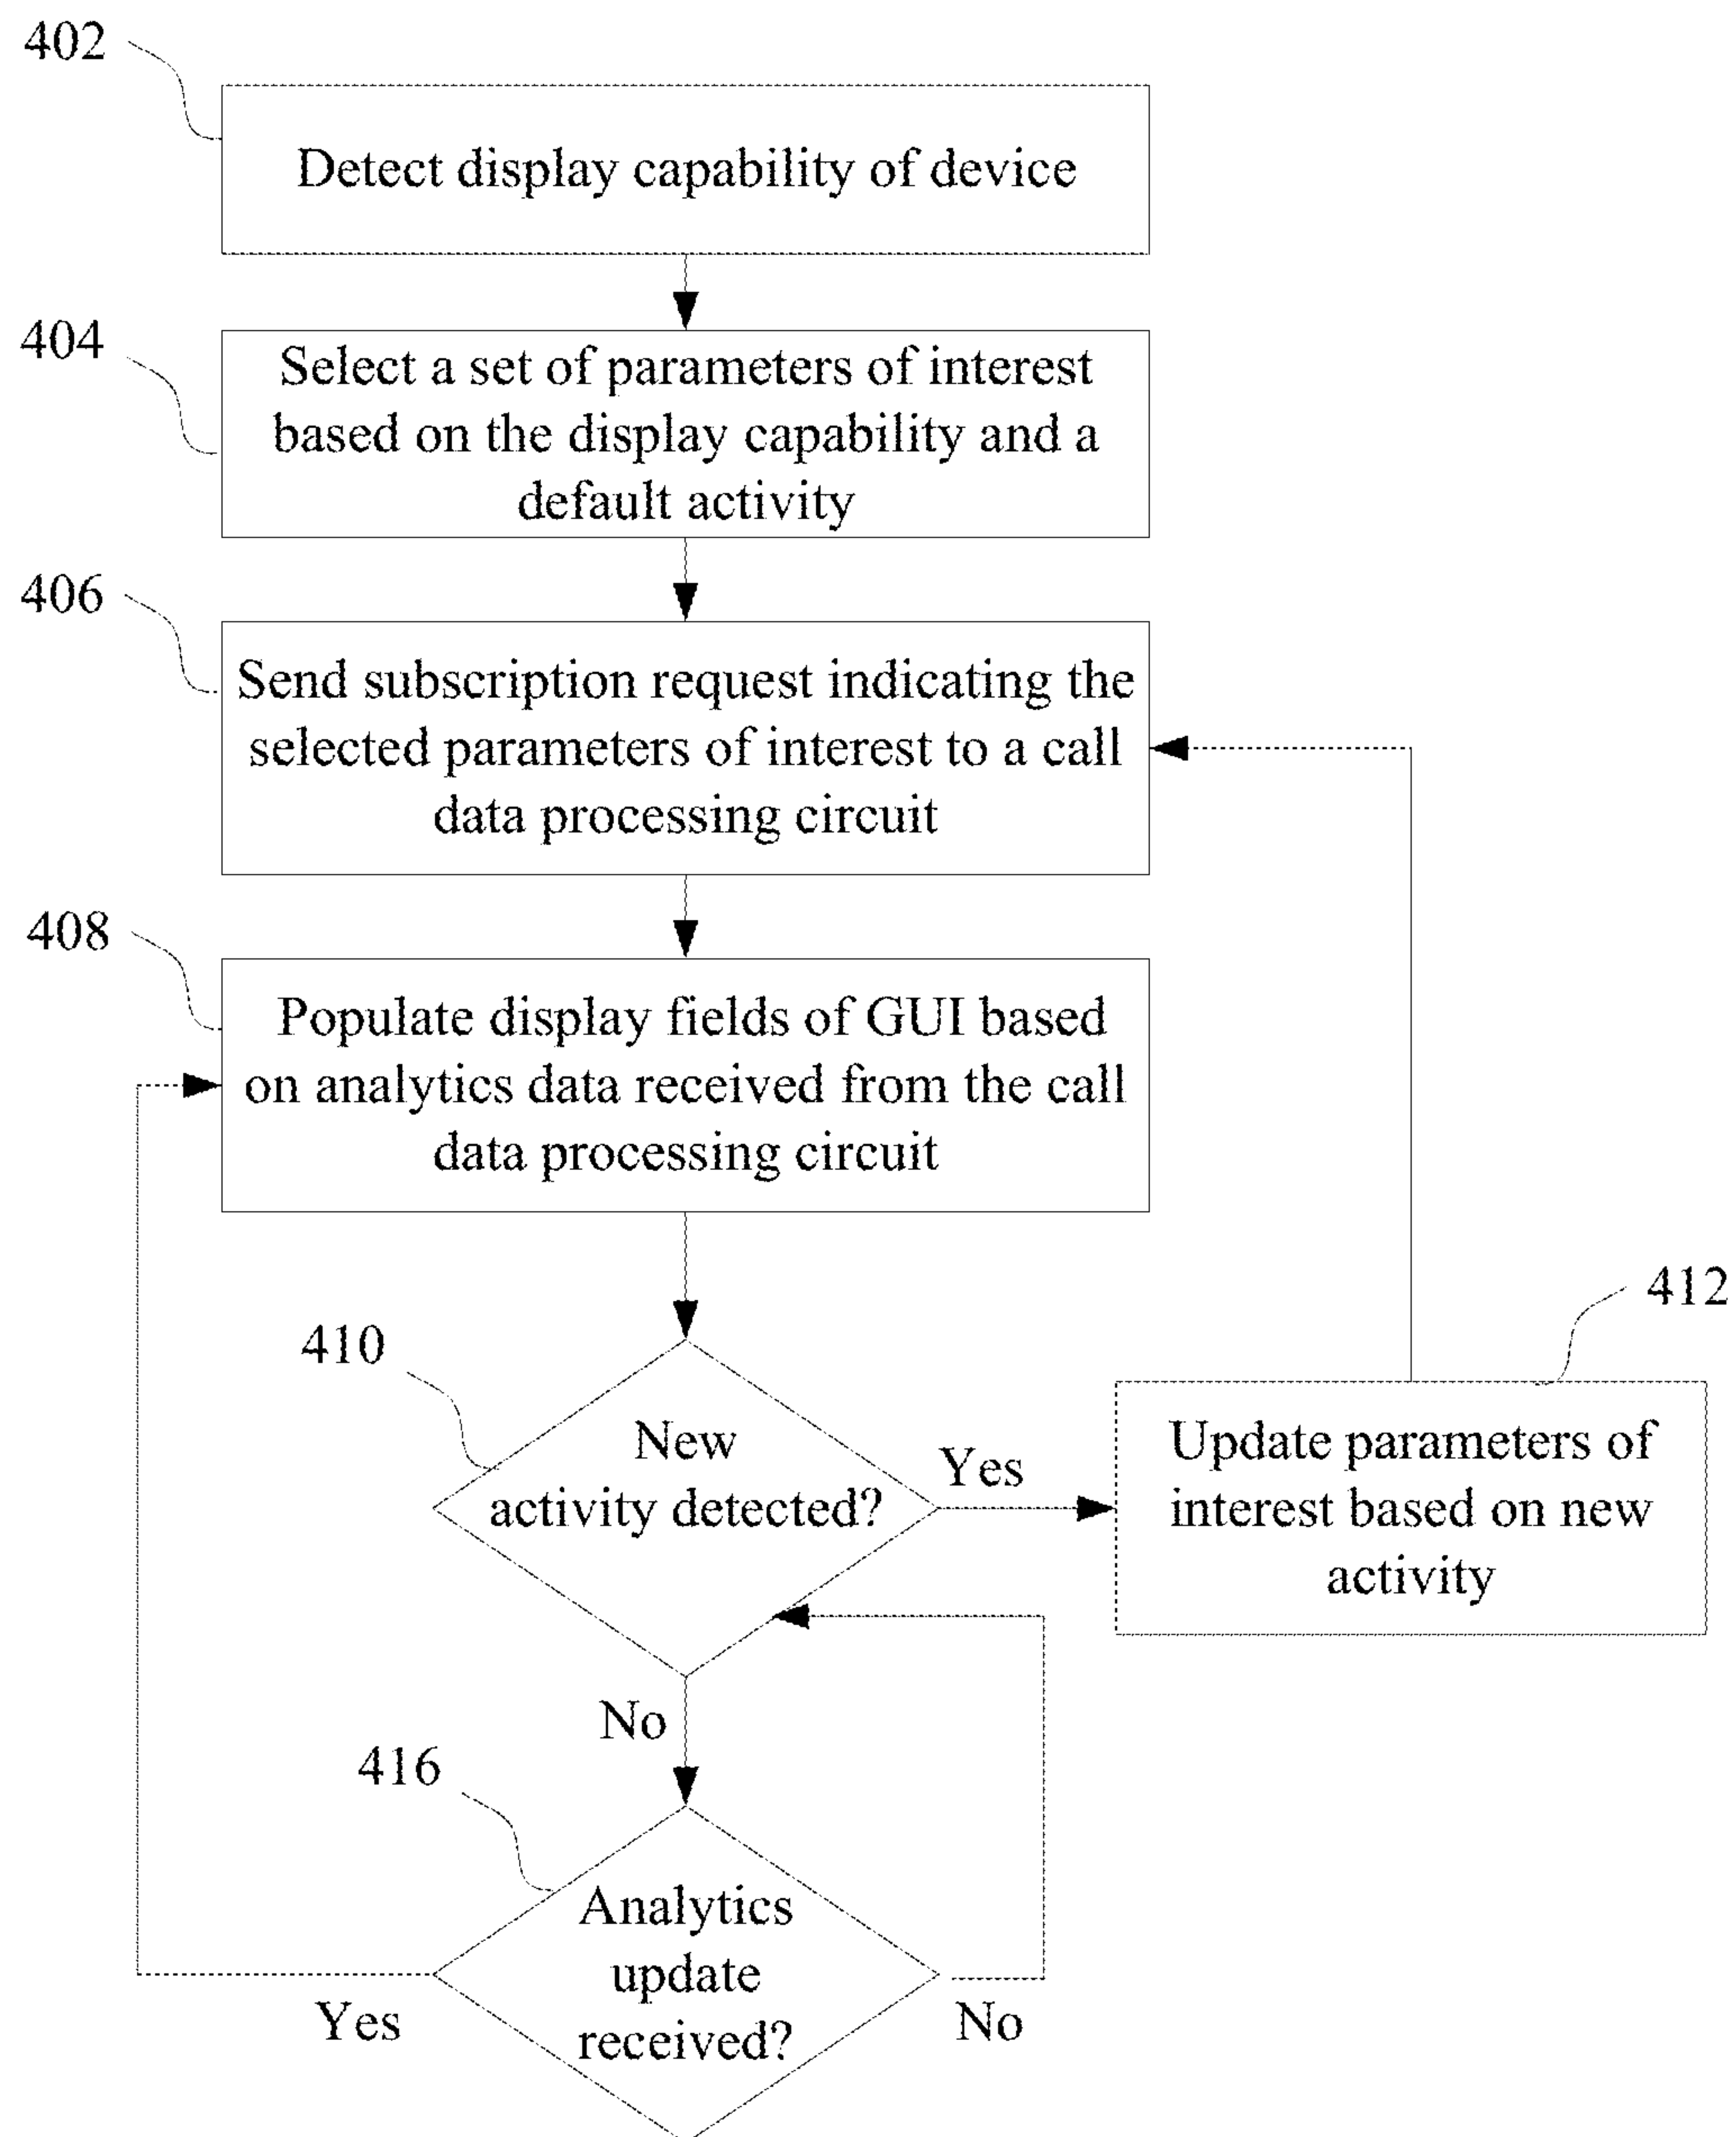 402
Detect display capability of device
404
Select a set of parameters of interest
based on the display capability and a
default activity
406
Send subscription request indicating the
selected parameters of interest to a call
data processing circuit
408
Populate display fields of GUI based
on analytics data received from the call
data processing circuit
410
New
activity detected?
Yes
412
Update parameters of
interest based on new
activity
No
416
Analytics
update
received?
Yes
No